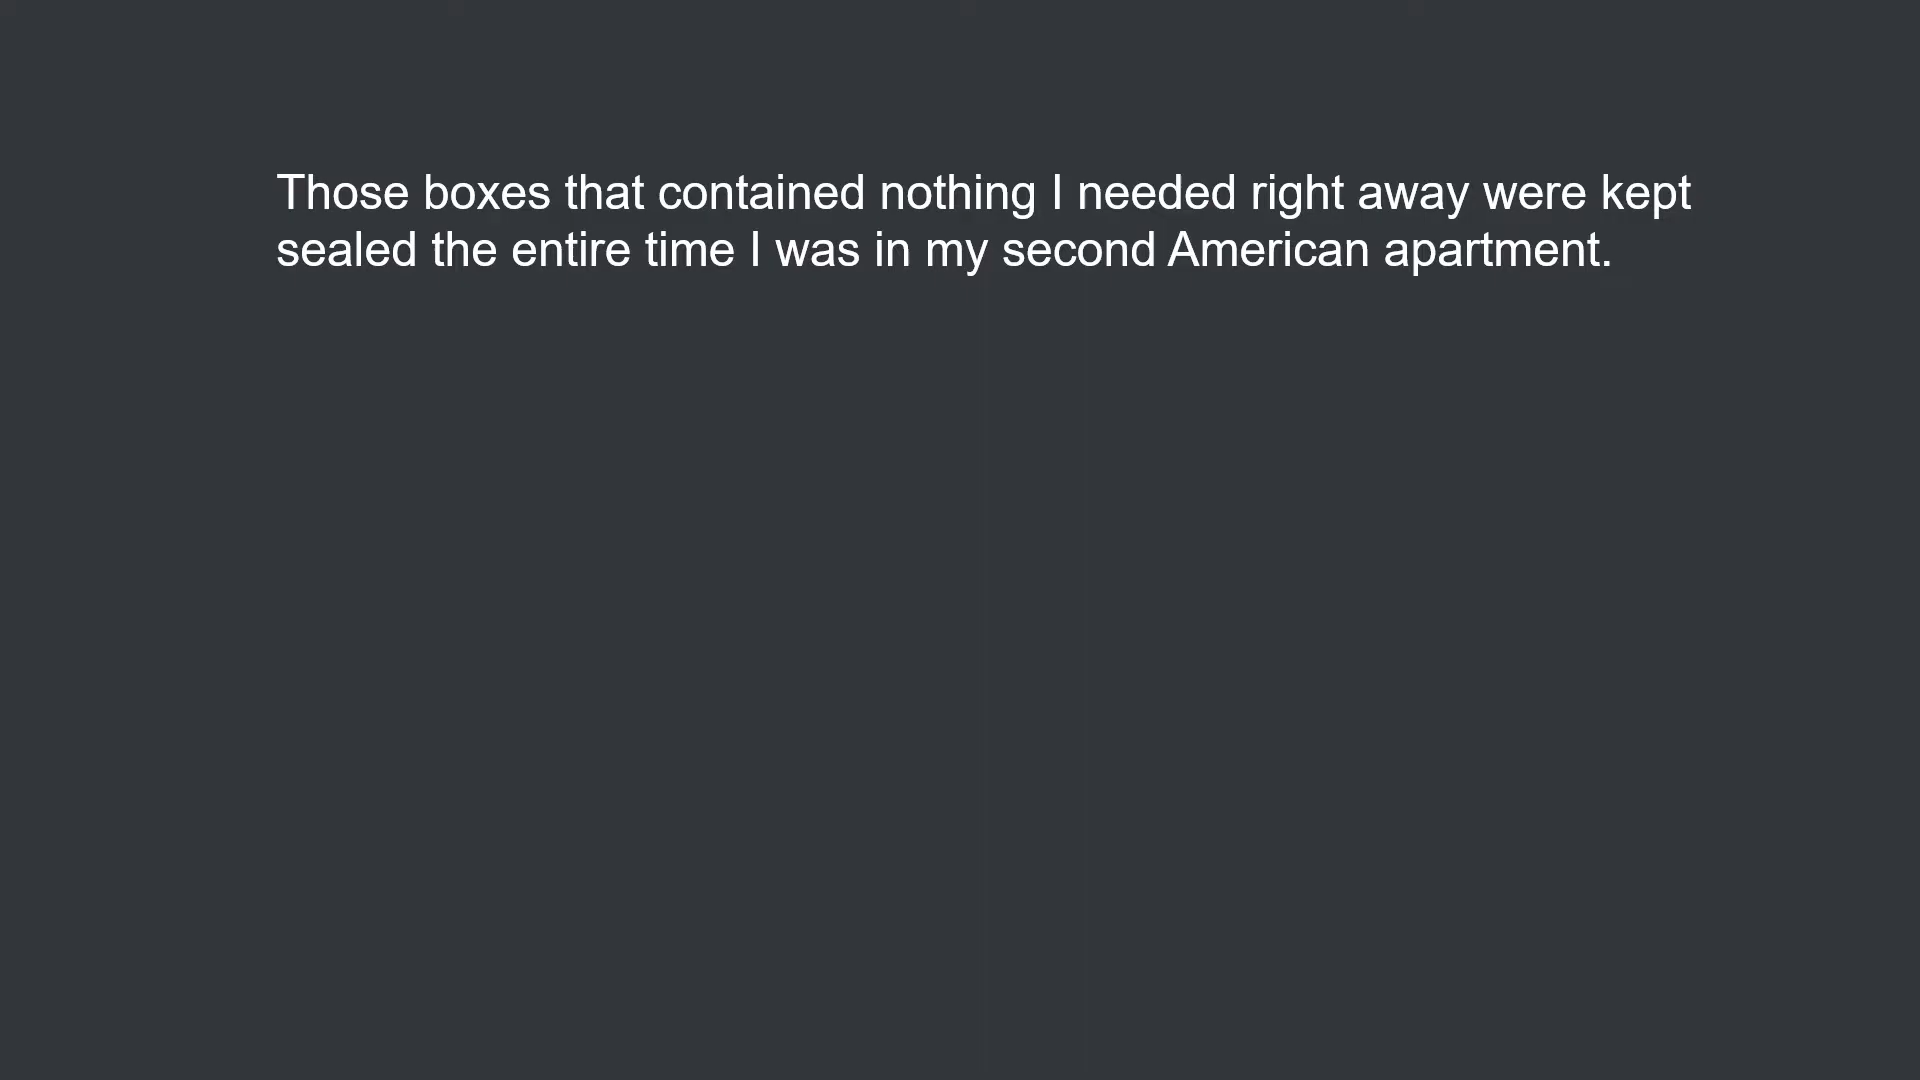 Those boxes that contained nothing I needed right away were kept
sealed the entire time I was in my second American apartment.